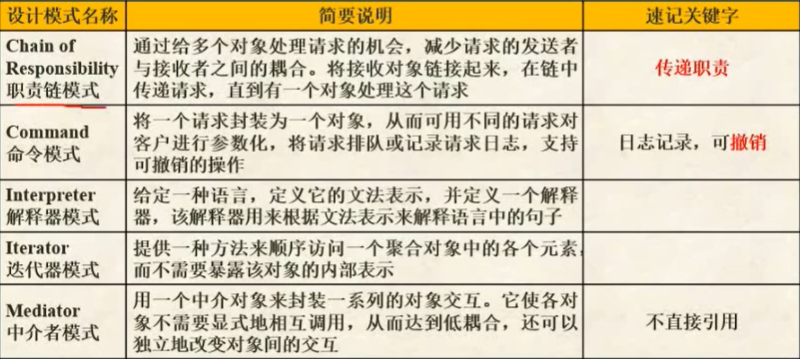 设计模式名称 简要说明 速记关键字
Chain of
Responsibility
职责链模式
通过给多个对象处理请求的机会，减少请求的发送者
与接收者之间的耦合。将接收对象链接起来，在链中
传递请求，直到有一个对象处理这个请求
传递职责
Command
命令模式
将一个请求封装为一个对象，从而可用不同的请求对
客户进行参数化，将请求排队或记录请求日志，支持
可撤销的操作
日志记录，可撤销
Interpreter
解释器模式
给定一种语言，定义它的文法表示，并定义一个解释
器，该解释器用来根据文法表示来解释语言中的句子
Iterator
迭代器模式
提供一种方法来顺序访问一个聚合对象中的各个元素，
而不需要暴露该对象的内部表示
Mediator
中介者模式
用一个中介对象来封装一系列的对象交互。它使各对
象不需要显式地相互调用，从而达到低耦合，还可以
独立地改变对象间的交互
不直接引用